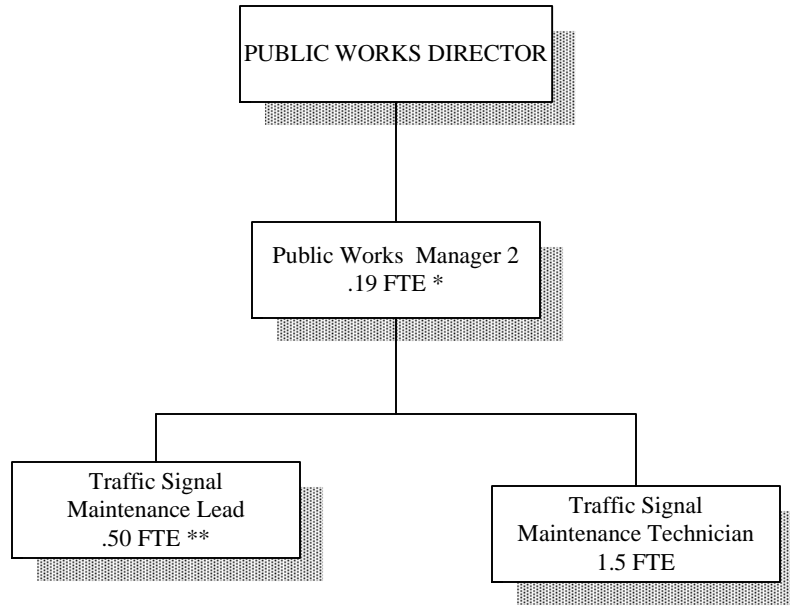 PUBLIC WORKS DIRECTOR
Public Works Manager 2
.19 FTE *
Traffic Signal
Maintenance Lead
.50 FTE **
Traffic Signal
Maintenance Technician
1.5 FTE